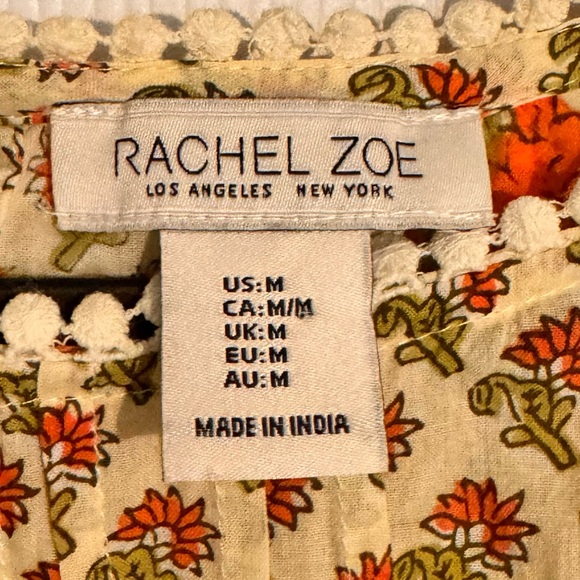 RACHEL ZOE
LOS ANGELES NEW YORK
US:M
CA:M/M
UK:M
EU:M
AU:M
MADE IN INDIA